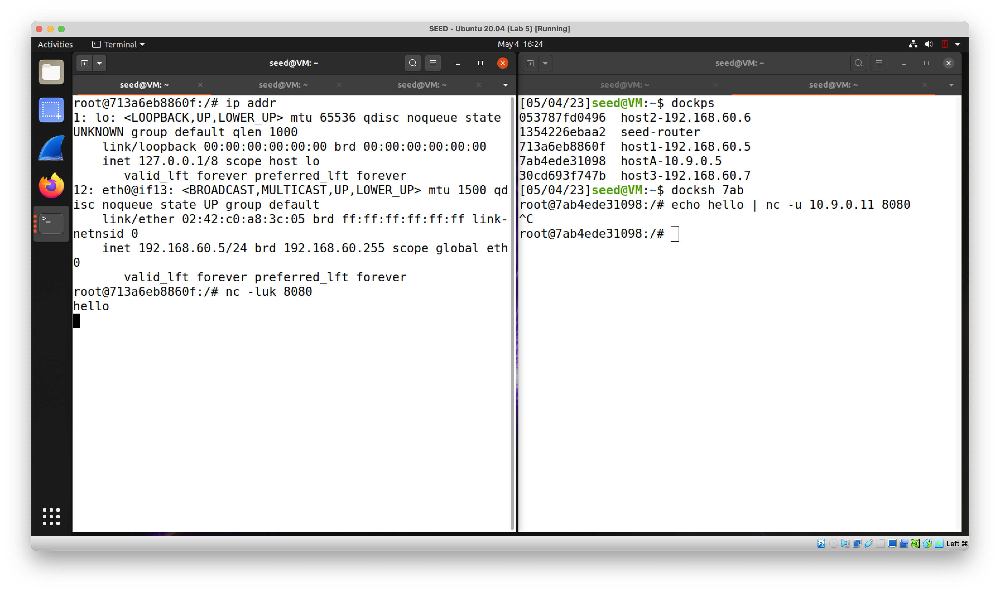 SEED - Ubuntu 20.04 (Lab 5) [Running]
Activities
Terminal
May 4 16:24
seed@VM: ~
seed@VM: ~
seed@VM: ~
seed@VM: ~
root@713a6eb8860f:/# ip addr
1: lo: <LOOPBACK,UP,LOWER_UP> mtu 65536 qdisc noqueue state
UNKNOWN group default qlen 1000
link/loopback 00:00:00:00:00:00 brd 00:00:00:00:00:00
inet 127.0.0.1/8 scope host lo
valid_lft forever preferred_lft forever
12: eth0@if13: <BROADCAST,MULTICAST,UP,LOWER_UP> mtu 1500 qd
isc noqueue state UP group default
link/ether 02:42:c0:a8:3c:05 brd ff:ff:ff:ff:ff:ff link-
netnsid 0
inet 192.168.60.5/24 brd 192.168.60.255 scope global eth
0
valid_lft forever preferred_lft forever
root@713a6eb8860f:/# nc -luk 8080
hello
seed@VM: ~
seed@VM: ~
seed@VM: ~
[05/04/23]seed@VM:~$ dockps
053787fd0496  host2-192.168.60.6
1354226ebaa2  seed-router
713a6eb8860f  host1-192.168.60.5
7ab4ede31098  hostA-10.9.0.5
30cd693f747b  host3-192.168.60.7
[05/04/23]seed@VM:~$ docksh 7ab
root@7ab4ede31098:/# echo hello | nc -u 10.9.0.11 8080
^C
root@7ab4ede31098:/#
Left ⌘